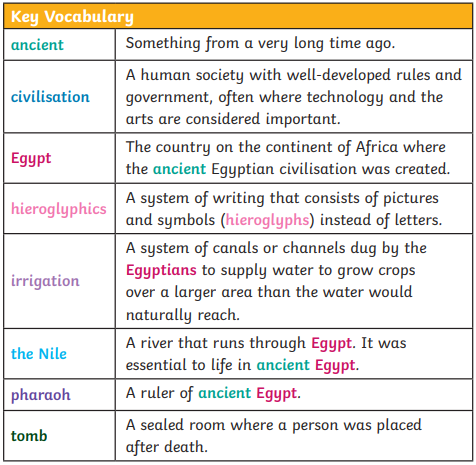 Key Vocabulary
ancient
Something from a very long time ago.
civilisation
A human society with well-developed rules and
government, often where technology and the
arts are considered important.
Egypt
The country on the continent of Africa where
the ancient Egyptian civilisation was created.
hieroglyphics
A system of writing that consists of pictures
and symbols (hieroglyphs) instead of letters.
irrigation
A system of canals or channels dug by the
Egyptians to supply water to grow crops
over a larger area than the water would
naturally reach.
the Nile
A river that runs through Egypt. It was
essential to life in ancient Egypt.
pharaoh
A ruler of ancient Egypt.
tomb
A sealed room where a person was placed
after death.